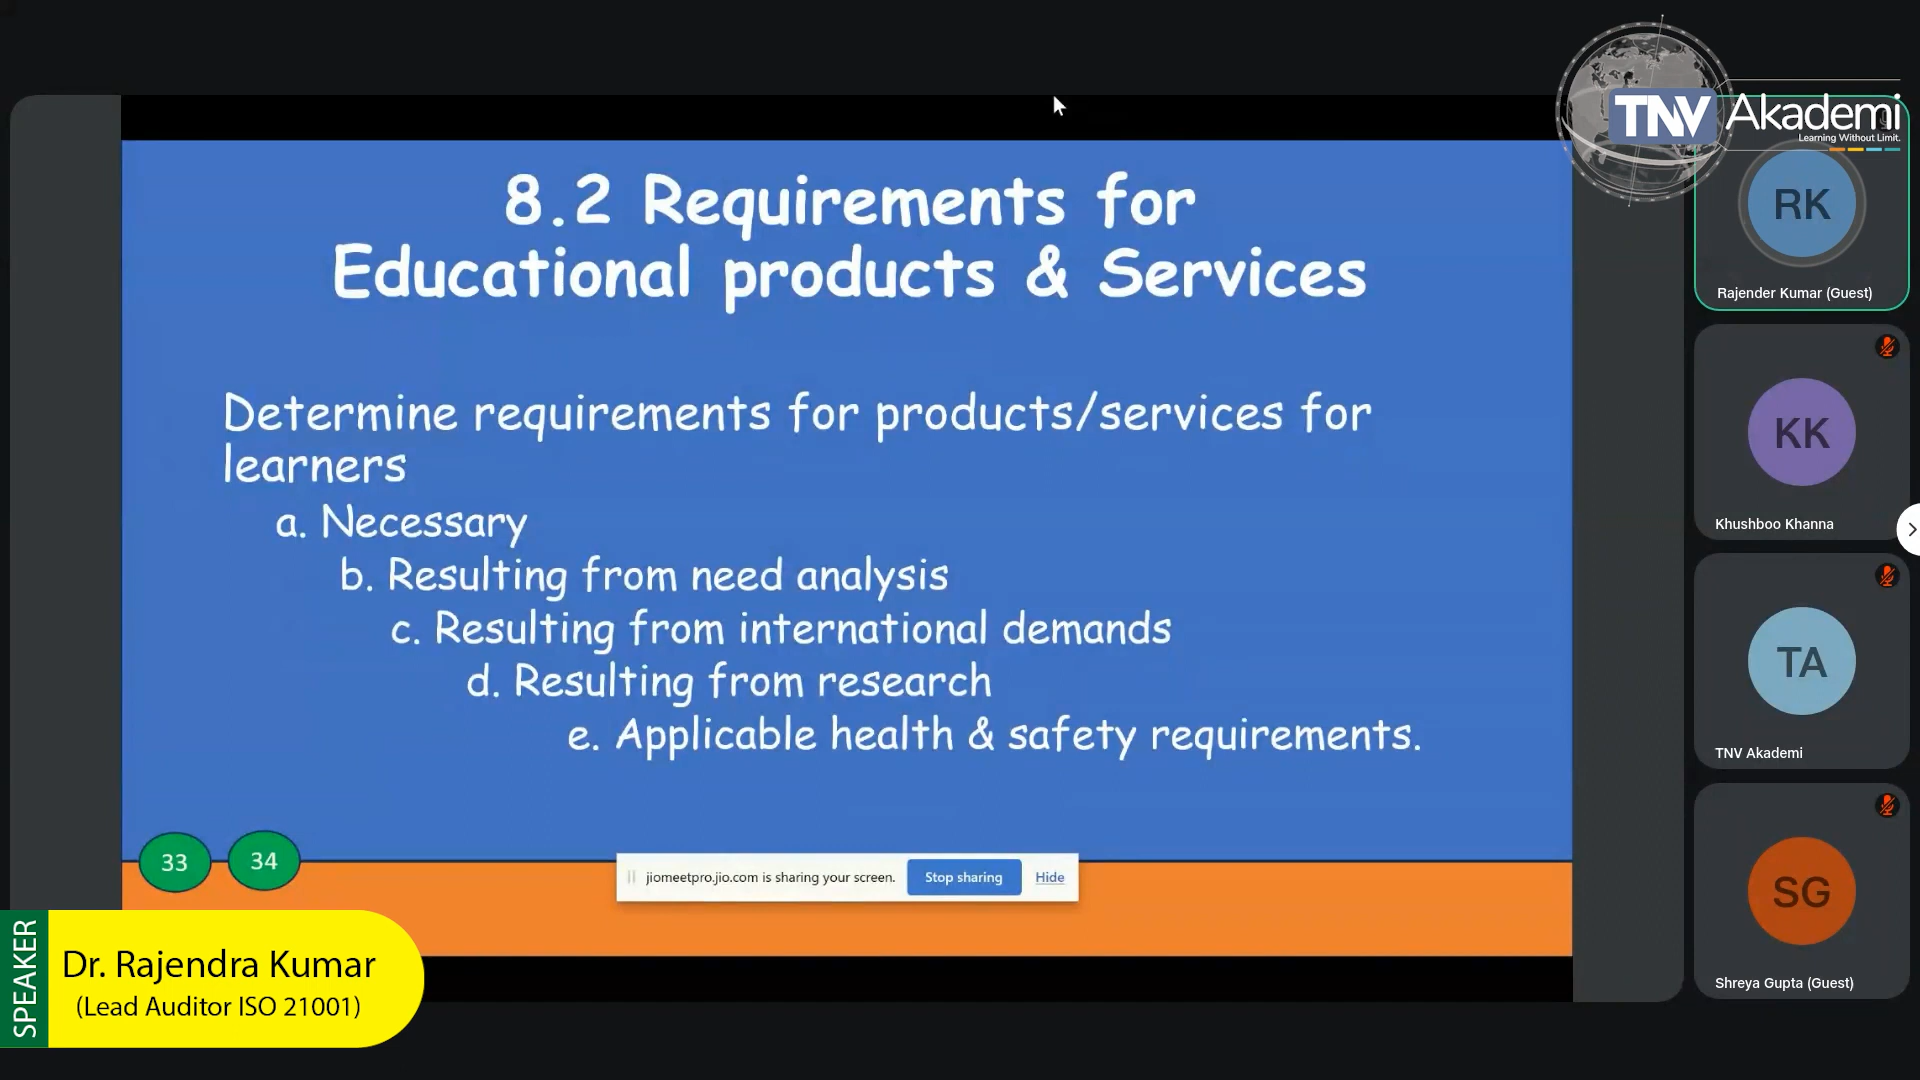 TNV Akademi
Learning Without Limit.
8.2 Requirements for
Educational products & Services
Determine requirements for products/services for
learners
a. Necessary
b. Resulting from need analysis
c. Resulting from international demands
d. Resulting from research
e. Applicable health & safety requirements.
33
34
jiomeetpro.jio.com is sharing your screen.
Stop sharing
Hide
SPEAKER
Dr. Rajendra Kumar
(Lead Auditor ISO 21001)
RK
Rajender Kumar (Guest)
KK
Khushboo Khanna
TA
TNV Akademi
SG
Shreya Gupta (Guest)